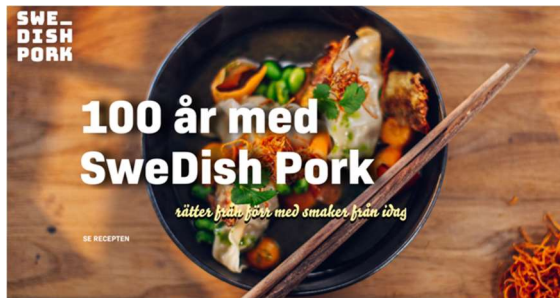 SWE_
DISH
PORK
100 år med
SweDish Pork
rätter från förr med smaker från idag
SE RECEPTEN